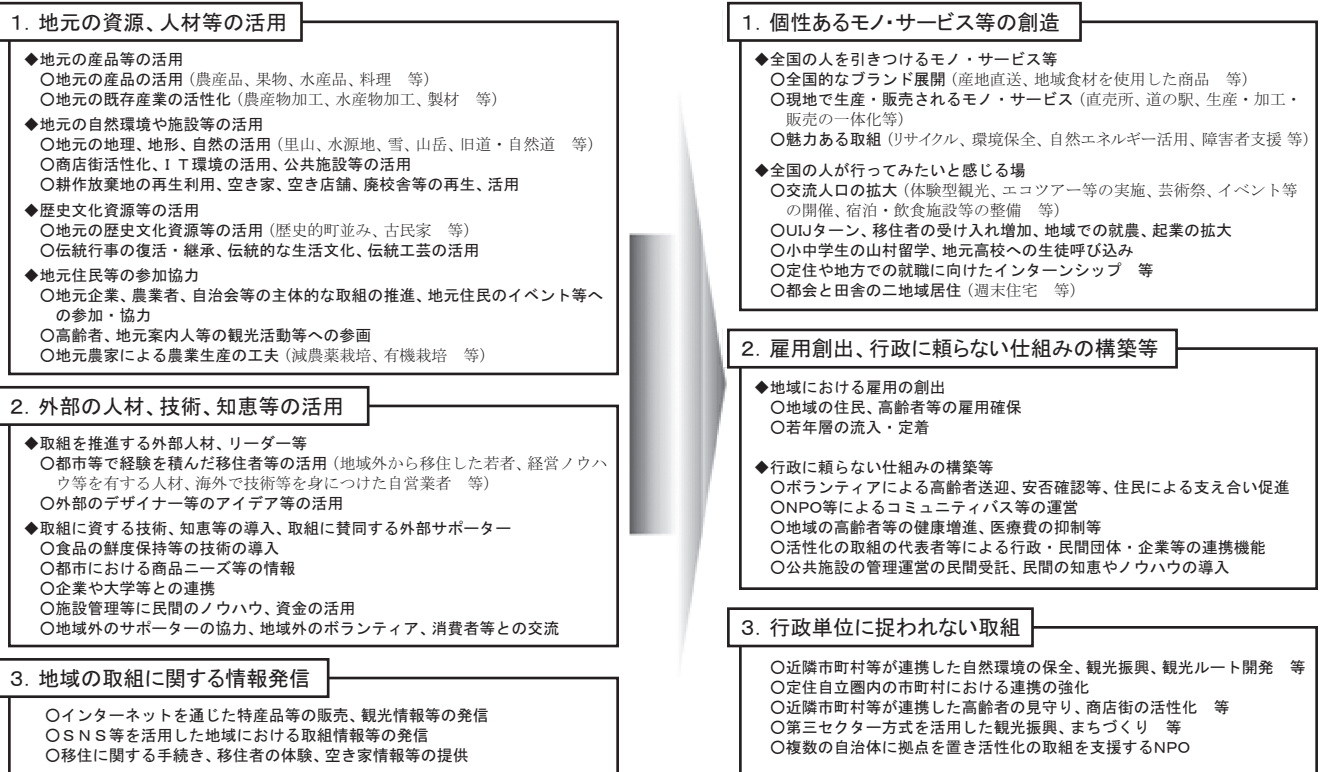 1．地元の資源、人材等の活用
◆地元の産品等の活用
○地元の産品の活用（農産品、果物、水産品、料理　等）
○地元の既存産業の活性化（農産物加工、水産物加工、製材　等）
◆地元の自然環境や施設等の活用
○地元の地理、地形、自然の活用（里山、水源地、雪、山岳、旧道・自然道　等）
○商店街活性化、ＩＴ環境の活用、公共施設等の活用
○耕作放棄地の再生利用、空き家、空き店舗、廃校舎等の再生、活用
◆歴史文化資源等の活用
○地元の歴史文化資源等の活用（歴史的町並み、古民家　等）
○伝統行事の復活・継承、伝統的な生活文化、伝統工芸の活用
◆地元住民等の参加協力
○地元企業、農業者、自治会等の主体的な取組の推進、地元住民のイベント等へ
の参加・協力
○高齢者、地元案内人等の観光活動等への参画
○地元農家による農業生産の工夫（減農薬栽培、有機栽培　等）
2．外部の人材、技術、知恵等の活用
◆取組を推進する外部人材、リーダー等
○都市等で経験を積んだ移住者等の活用（地域外から移住した若者、経営ノウハ
ウ等を有する人材、海外で技術等を身につけた自営業者　等）
○外部のデザイナー等のアイデア等の活用
◆取組に資する技術、知恵等の導入、取組に賛同する外部サポーター
○食品の鮮度保持等の技術の導入
○都市における商品ニーズ等の情報
○企業や大学等との連携
○施設管理等に民間のノウハウ、資金の活用
○地域外のサポーターの協力、地域外のボランティア、消費者等との交流
3．地域の取組に関する情報発信
○インターネットを通じた特産品等の販売、観光情報等の発信
○ＳＮＳ等を活用した地域における取組情報等の発信
○移住に関する手続き、移住者の体験、空き家情報等の提供
1．個性あるモノ・サービス等の創造
◆全国の人を引きつけるモノ・サービス等
○全国的なブランド展開（産地直送、地域食材を使用した商品　等）
○現地で生産・販売されるモノ・サービス（直売所、道の駅、生産・加工・
販売の一体化等）
○魅力ある取組（リサイクル、環境保全、自然エネルギー活用、障害者支援 等）
◆全国の人が行ってみたいと感じる場
○交流人口の拡大（体験型観光、エコツアー等の実施、芸術祭、イベント等
の開催、宿泊・飲食施設等の整備　等）
○UIJターン、移住者の受け入れ増加、地域での就農、起業の拡大
○小中学生の山村留学、地元高校への生徒呼び込み
○定住や地方での就職に向けたインターンシップ　等
○都会と田舎の二地域居住（週末住宅　等）
2．雇用創出、行政に頼らない仕組みの構築等
◆地域における雇用の創出
○地域の住民、高齢者等の雇用確保
○若年層の流入・定着
◆行政に頼らない仕組みの構築等
○ボランティアによる高齢者送迎、安否確認等、住民による支え合い促進
○NPO等によるコミュニティバス等の運営
○地域の高齢者等の健康増進、医療費の抑制等
○活性化の取組の代表者等による行政・民間団体・企業等の連携機能
○公共施設の管理運営の民間受託、民間の知恵やノウハウの導入
3．行政単位に捉われない取組
○近隣市町村等が連携した自然環境の保全、観光振興、観光ルート開発　等
○定住自立圏内の市町村における連携の強化
○近隣市町村等が連携した高齢者の見守り、商店街の活性化　等
○第三セクター方式を活用した観光振興、まちづくり　等
○複数の自治体に拠点を置き活性化の取組を支援するNPO